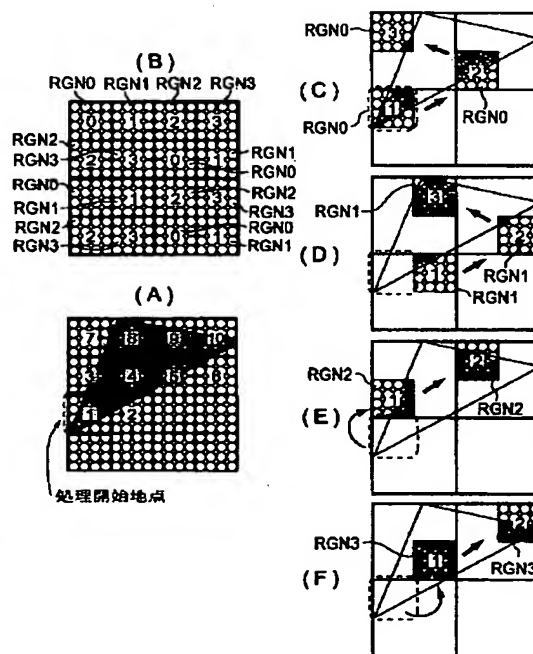 (B)
RGN0 RGN1 RGN2 RGN3
0 1 2 3
RGN2
RGN3
2 3 0 1
RGN1
RGN0
RGN0
RGN1
1 2 3
RGN2
RGN3
RGN2
RGN3
2 3 0 1
RGN0
RGN1
(A)
7 8 9 10
3 4 5 6
1 2
処理開始地点
RGN0
3
2
(C)
1
RGN0
RGN0
RGN1
3
2
(D)
1
RGN1
RGN1
RGN2
2
1
RGN2
(E)
RGN3
2
1
RGN3
(F)